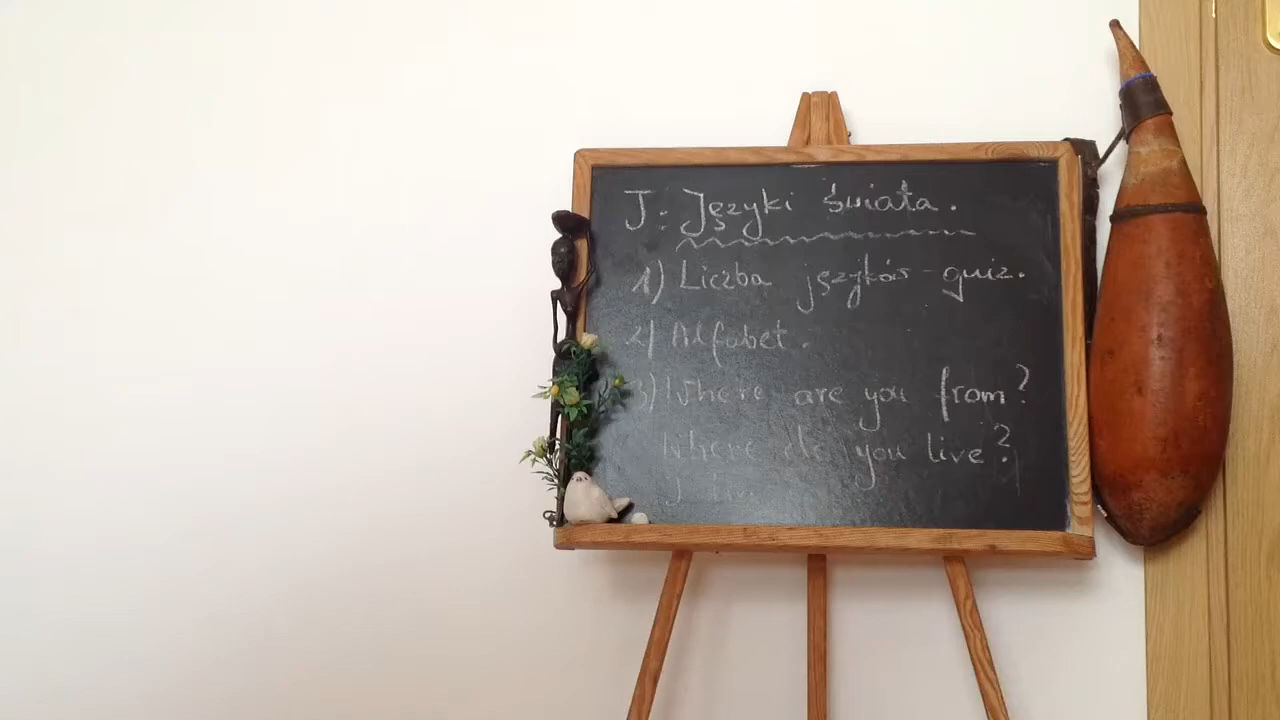 J: Języki świata.
1) Liczba języków - quiz.
2) Alfabet.
3) Where are you from?
Where do you live?